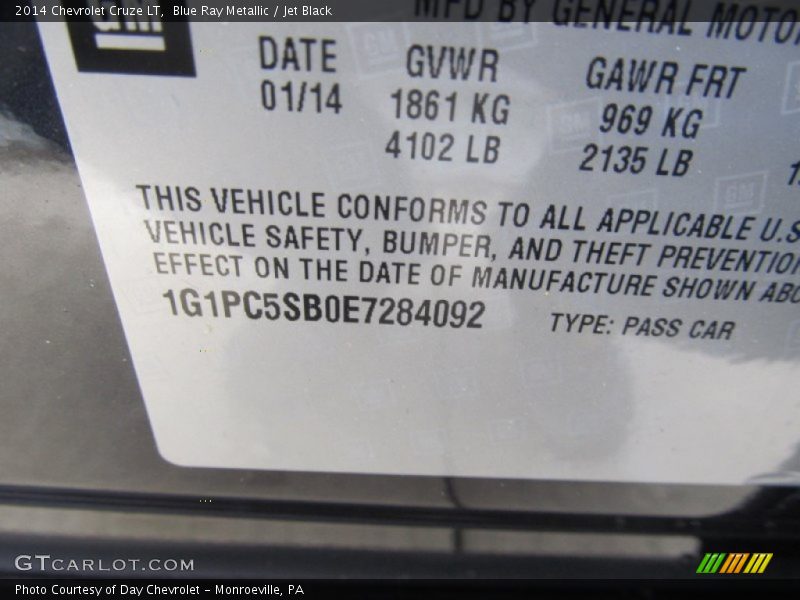 2014 Chevrolet Cruze LT, Blue Ray Metallic / Jet Black
MFD BY GENERAL MOTO
GM
DATE GVWR GAWR FRT
01/14 1861 KG 969 KG
4102 LB 2135 LB
THIS VEHICLE CONFORMS TO ALL APPLICABLE U.S
VEHICLE SAFETY, BUMPER, AND THEFT PREVENTION
EFFECT ON THE DATE OF MANUFACTURE SHOWN ABO
1G1PC5SB0E7284092 TYPE: PASS CAR
GTCARLOT.COM
Photo Courtesy of Day Chevrolet – Monroeville, PA